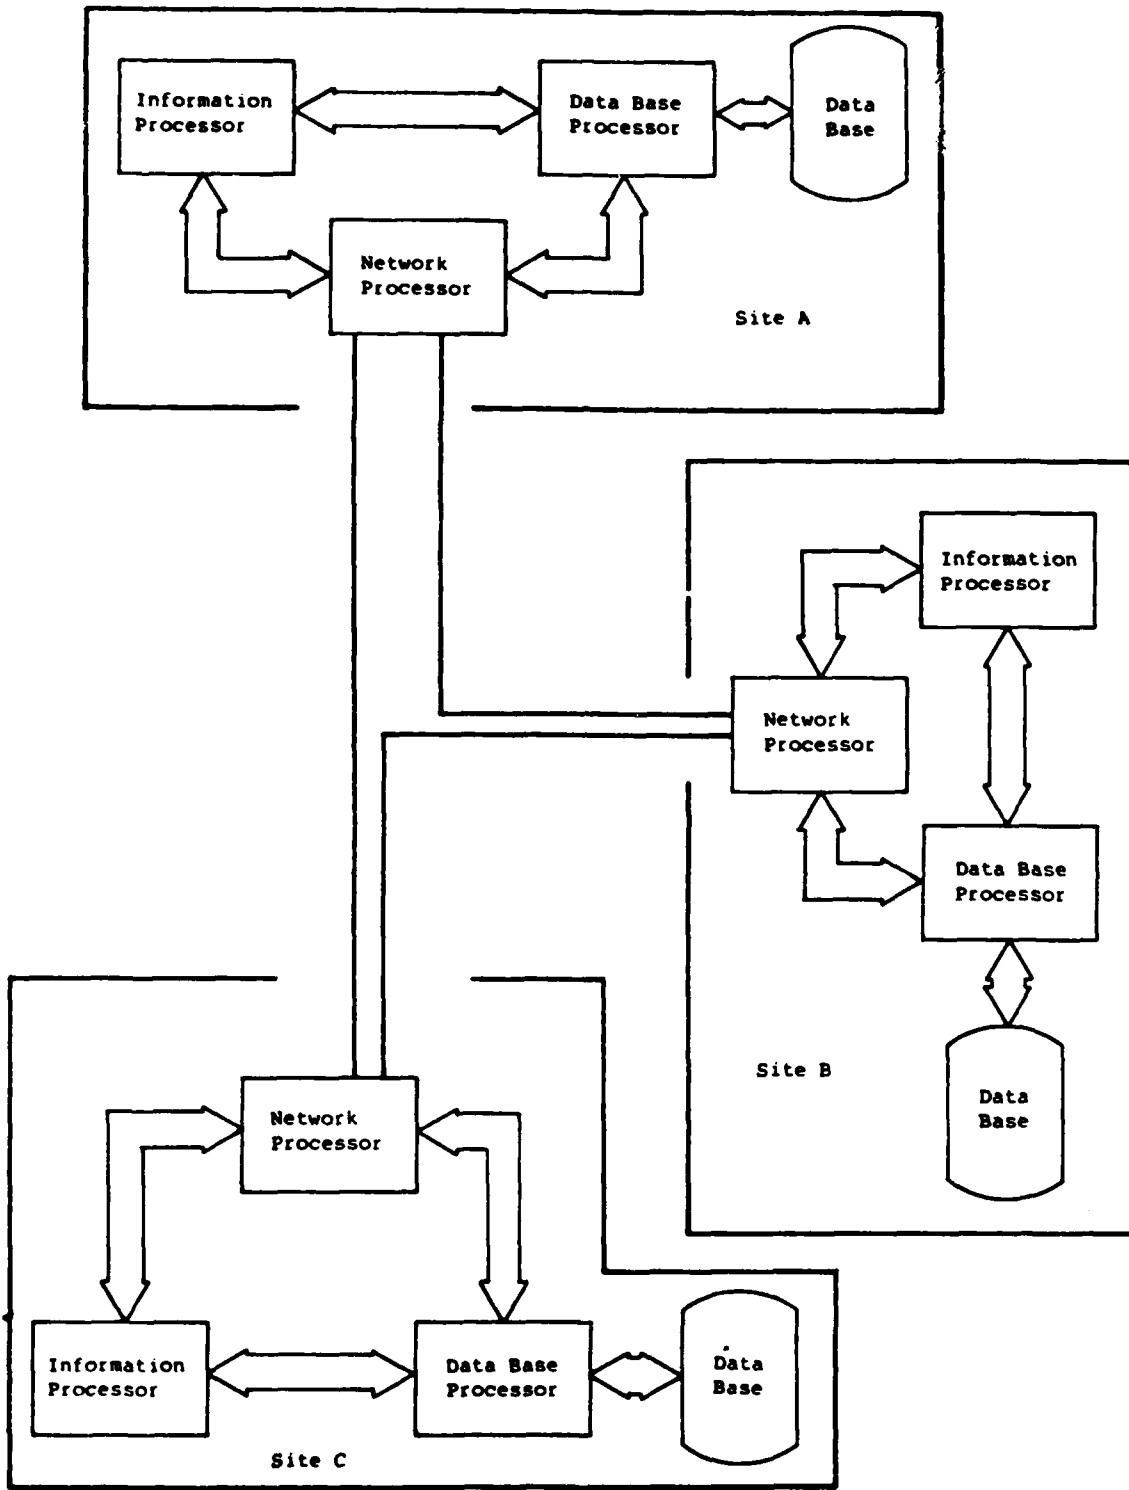 Information
Processor
Data Base
Processor
Data
Base
Network
Processor
Site A
Information
Processor
Network
Processor
Data Base
Processor
Site B
Data
Base
Network
Processor
Information
Processor
Data Base
Processor
Data
Base
Site C